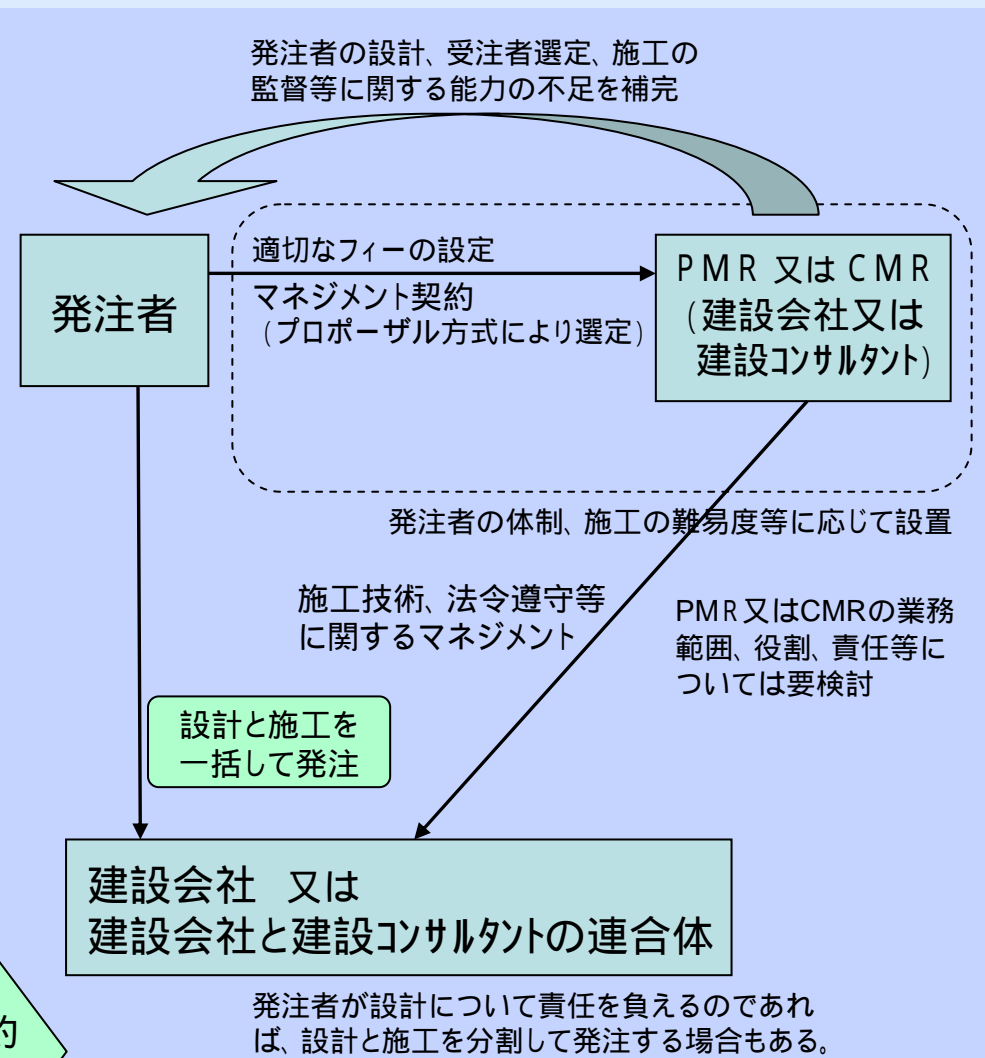 発注者の設計、受注者選定、施工の
監督等に関する能力の不足を補完
発注者
適切なフィーの設定
マネジメント契約
(プロポーザル方式により選定)
PMR 又は CMR
(建設会社又は
建設コンサルタント)
発注者の体制、施工の難易度等に応じて設置
施工技術、法令遵守等
に関するマネジメント
PMR又はCMRの業務
範囲、役割、責任等に
ついては要検討
設計と施工を
一括して発注
建設会社 又は
建設会社と建設コンサルタントの連合体
約
発注者が設計について責任を負えるのであれ
ば、設計と施工を分割して発注する場合もある。